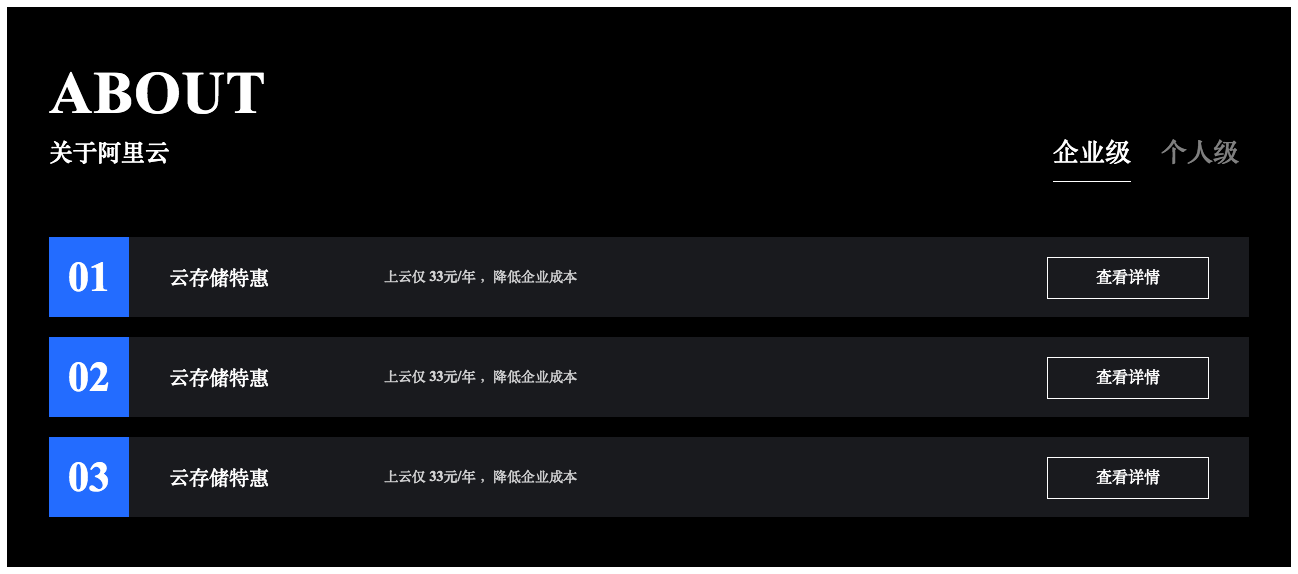 ABOUT
关于阿里云
企业级 个人级
01 云存储特惠 上云仅 33元/年 ，降低企业成本 查看详情
02 云存储特惠 上云仅 33元/年 ，降低企业成本 查看详情
03 云存储特惠 上云仅 33元/年 ，降低企业成本 查看详情